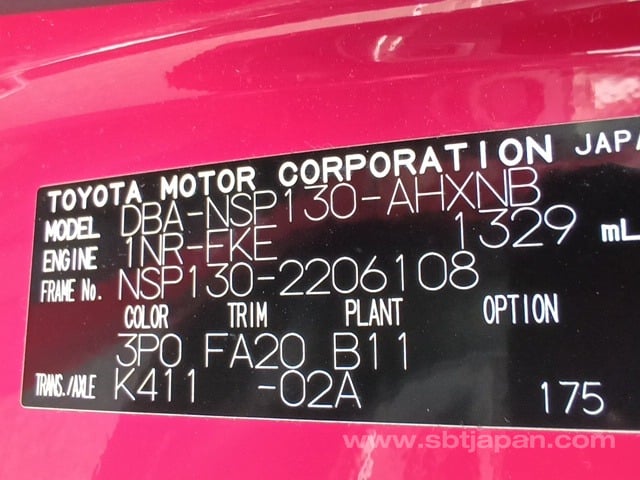 TOYOTA MOTOR CORPORATION JAPA
MODEL DBA-NSP130-AHXNB
ENGINE 1NR-FKE 1329 mL
FRAME No. NSP130-2206108
COLOR TRIM PLANT OPTION
3P0 FA20 B11
TRANS./AXLE K411 -02A 175
www.sbtjapan.com